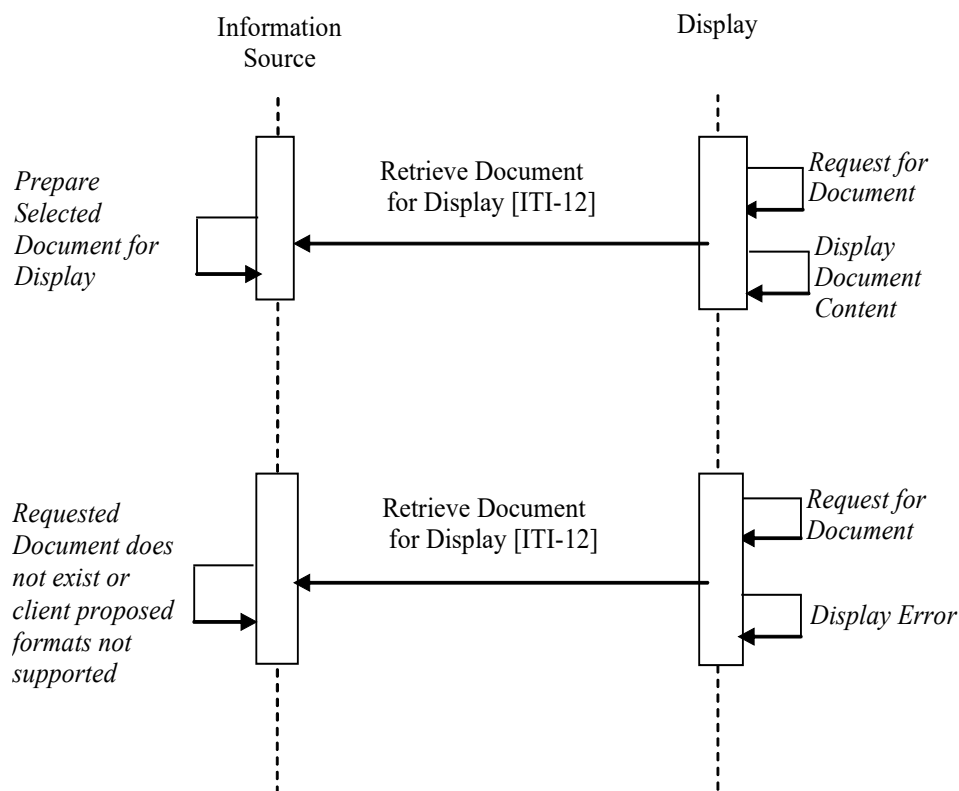 Information
Source
Display
Prepare
Selected
Document for
Display
Retrieve Document
for Display [ITI-12]
Request for
Document
Display
Document
Content
Requested
Document does
not exist or
client proposed
formats not
supported
Retrieve Document
for Display [ITI-12]
Request for
Document
Display Error